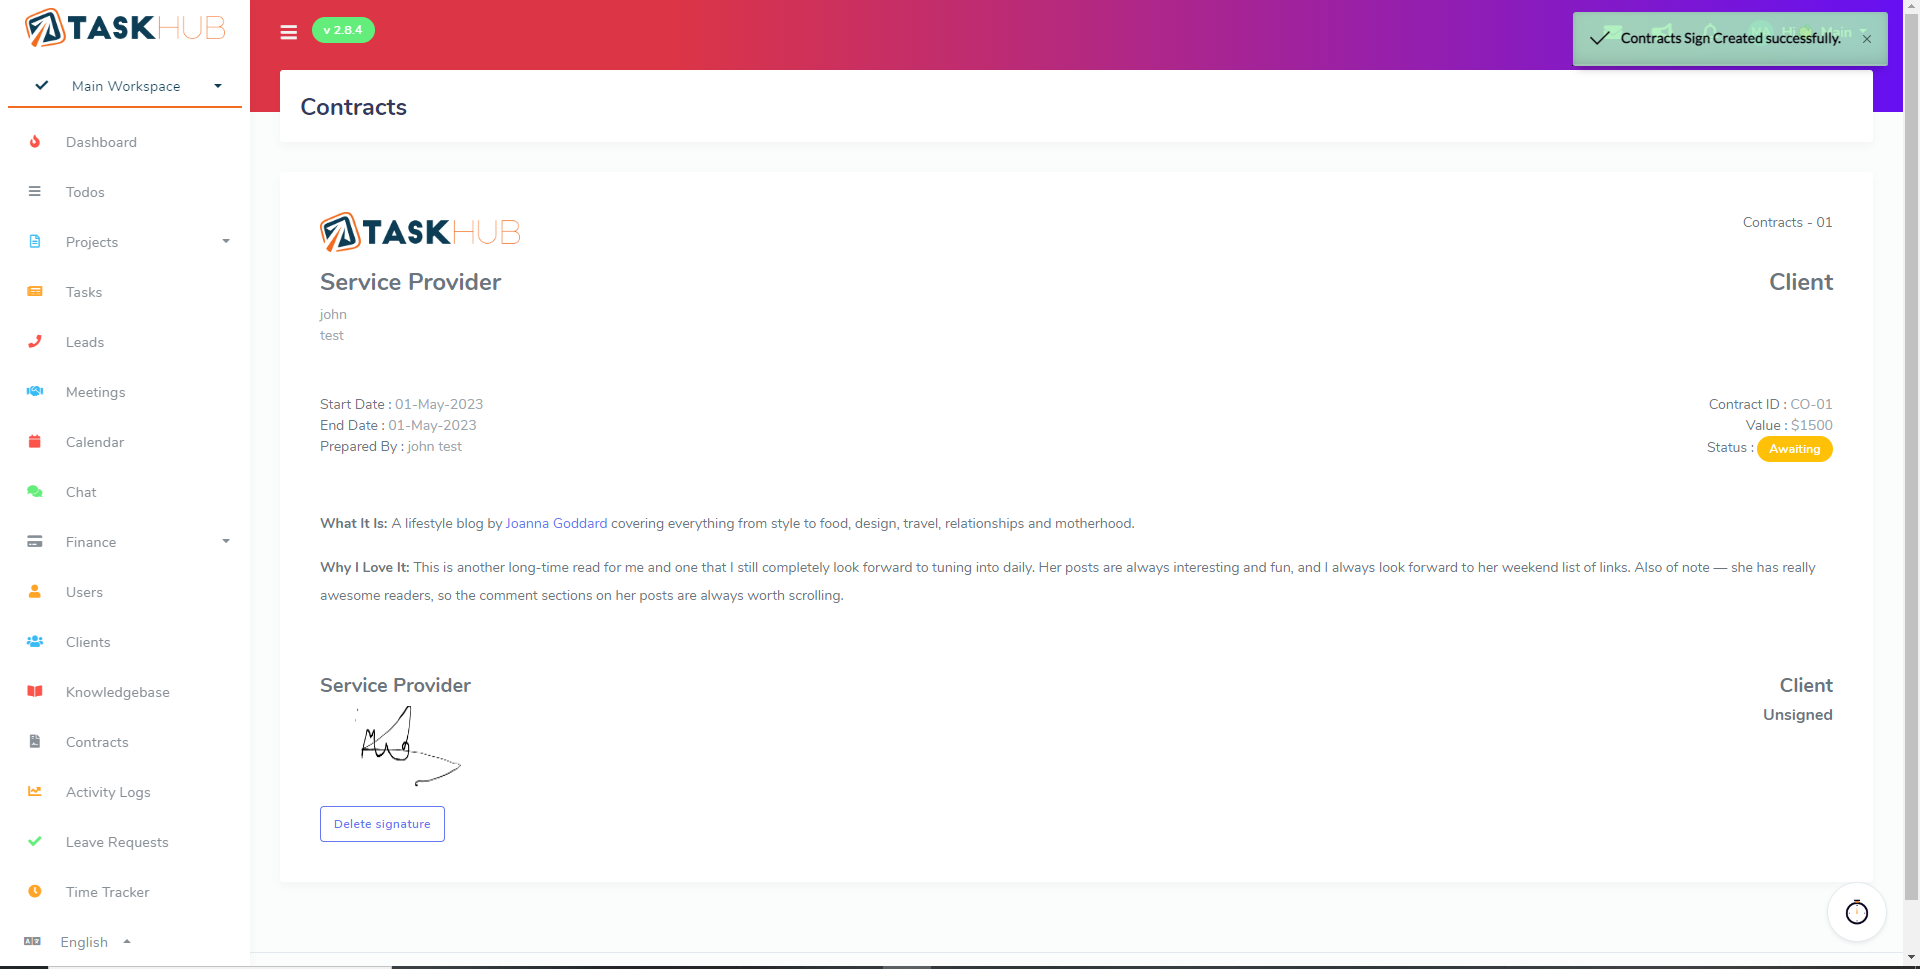 TASKHUB
v 2.8.4
Contracts Sign Created successfully.
Main Workspace
Contracts
Dashboard
Todos
Projects
Tasks
Leads
Meetings
Calendar
Chat
Finance
Users
Clients
Knowledgebase
Contracts
Activity Logs
Leave Requests
Time Tracker
English
TASKHUB
Contracts - 01
Service Provider
Client
john
test
Start Date : 01-May-2023
End Date : 01-May-2023
Prepared By : john test
Contract ID : CO-01
Value : $1500
Status : Awaiting
What It Is: A lifestyle blog by Joanna Goddard covering everything from style to food, design, travel, relationships and motherhood.
Why I Love It: This is another long-time read for me and one that I still completely look forward to tuning into daily. Her posts are always interesting and fun, and I always look forward to her weekend list of links. Also of note — she has really
awesome readers, so the comment sections on her posts are always worth scrolling.
Service Provider
Client
Unsigned
Delete signature